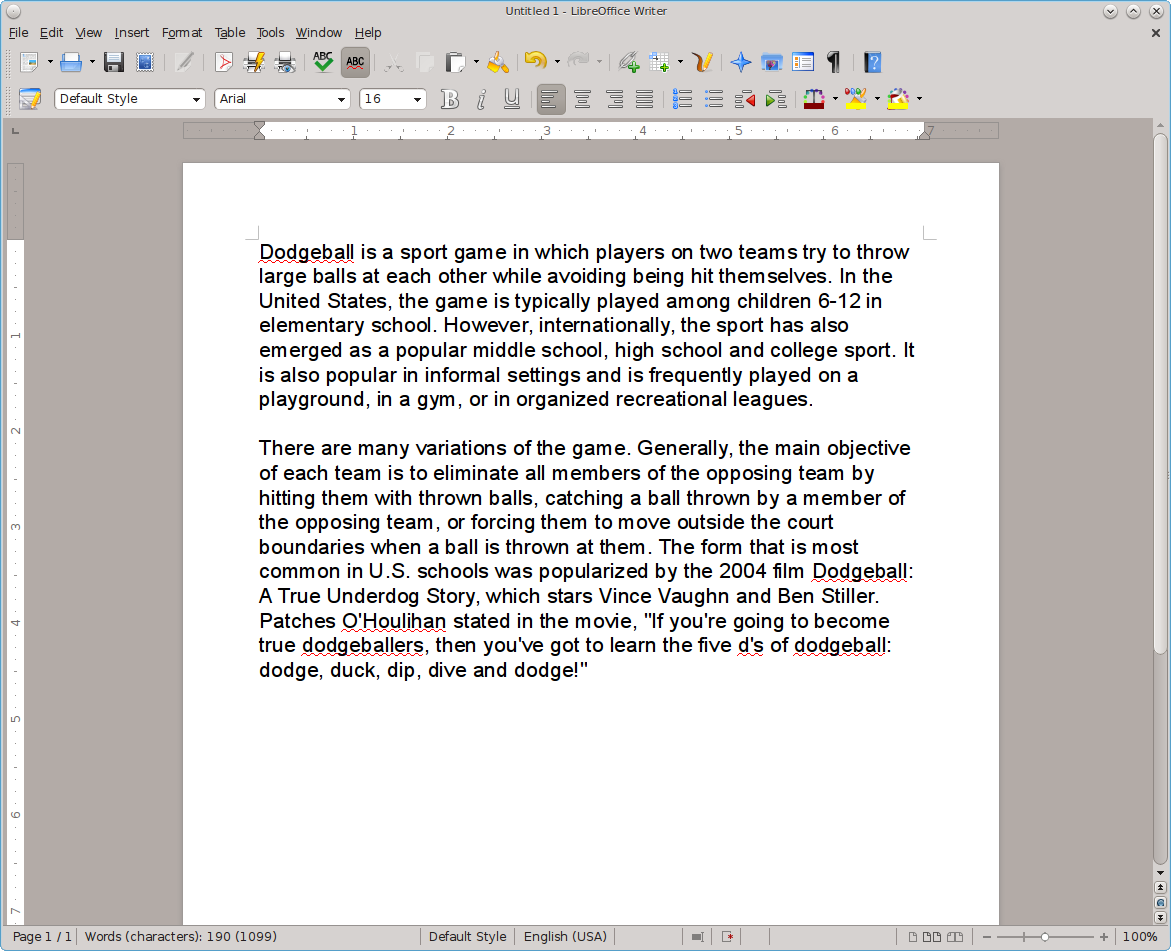 Untitled 1 - LibreOffice Writer
File Edit View Insert Format Table Tools Window Help
ABC ABC
Default Style Arial 16 B i U
1 2 3 4 5 6 7
Dodgeball is a sport game in which players on two teams try to throw
large balls at each other while avoiding being hit themselves. In the
United States, the game is typically played among children 6-12 in
elementary school. However, internationally, the sport has also
emerged as a popular middle school, high school and college sport. It
is also popular in informal settings and is frequently played on a
playground, in a gym, or in organized recreational leagues.
There are many variations of the game. Generally, the main objective
of each team is to eliminate all members of the opposing team by
hitting them with thrown balls, catching a ball thrown by a member of
the opposing team, or forcing them to move outside the court
boundaries when a ball is thrown at them. The form that is most
common in U.S. schools was popularized by the 2004 film Dodgeball:
A True Underdog Story, which stars Vince Vaughn and Ben Stiller.
Patches O'Houlihan stated in the movie, "If you're going to become
true dodgeballers, then you've got to learn the five d's of dodgeball:
dodge, duck, dip, dive and dodge!"
1
2
3
4
5
6
7
Page 1 / 1 Words (characters): 190 (1099) Default Style English (USA) 100%